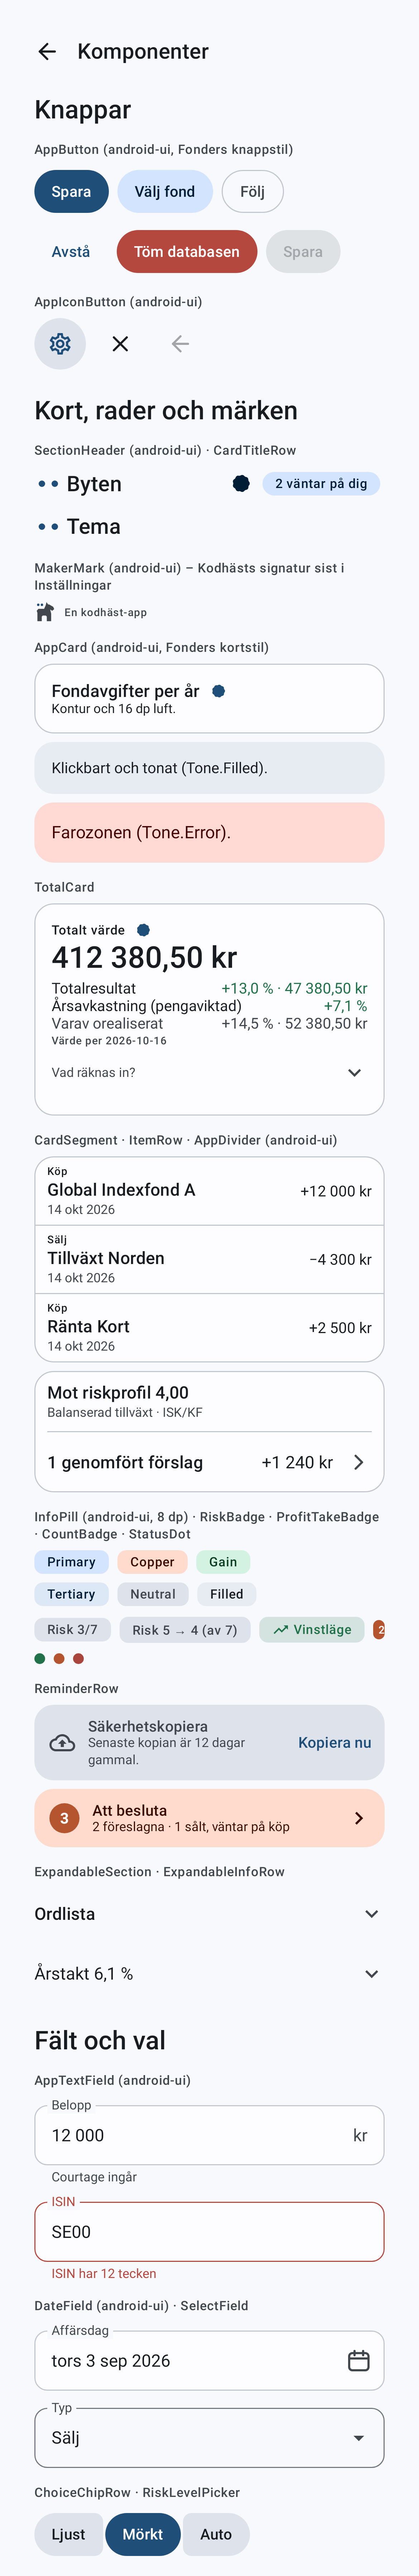 Komponenter
Knappar
AppButton (android-ui, Fonders knappstil)
Spara Välj fond Följ
Avstå Töm databasen Spara
AppIconButton (android-ui)
Kort, rader och märken
SectionHeader (android-ui) · CardTitleRow
Byten 2 väntar på dig
Tema
MakerMark (android-ui) – Kodhästs signatur sist i
Inställningar
En kodhäst-app
AppCard (android-ui, Fonders kortstil)
Fondavgifter per år
Kontur och 16 dp luft.
Klickbart och tonat (Tone.Filled).
Farozonen (Tone.Error).
TotalCard
Totalt värde
412 380,50 kr
Totalresultat +13,0 % · 47 380,50 kr
Årsavkastning (pengaviktad) +7,1 %
Varav orealiserat +14,5 % · 52 380,50 kr
Värde per 2026-10-16
Vad räknas in?
CardSegment · ItemRow · AppDivider (android-ui)
Köp
Global Indexfond A +12 000 kr
14 okt 2026
Sälj
Tillväxt Norden −4 300 kr
14 okt 2026
Köp
Ränta Kort +2 500 kr
14 okt 2026
Mot riskprofil 4,00
Balanserad tillväxt · ISK/KF
1 genomfört förslag +1 240 kr
InfoPill (android-ui, 8 dp) · RiskBadge · ProfitTakeBadge
· CountBadge · StatusDot
Primary Copper Gain
Tertiary Neutral Filled
Risk 3/7 Risk 5 → 4 (av 7) Vinstläge 2
ReminderRow
Säkerhetskopiera
Senaste kopian är 12 dagar
gammal.
Kopiera nu
3 Att besluta
2 föreslagna · 1 sålt, väntar på köp
ExpandableSection · ExpandableInfoRow
Ordlista
Årstakt 6,1 %
Fält och val
AppTextField (android-ui)
Belopp
12 000 kr
Courtage ingår
ISIN
SE00
ISIN har 12 tecken
DateField (android-ui) · SelectField
Affärsdag
tors 3 sep 2026
Typ
Sälj
ChoiceChipRow · RiskLevelPicker
Ljust Mörkt Auto